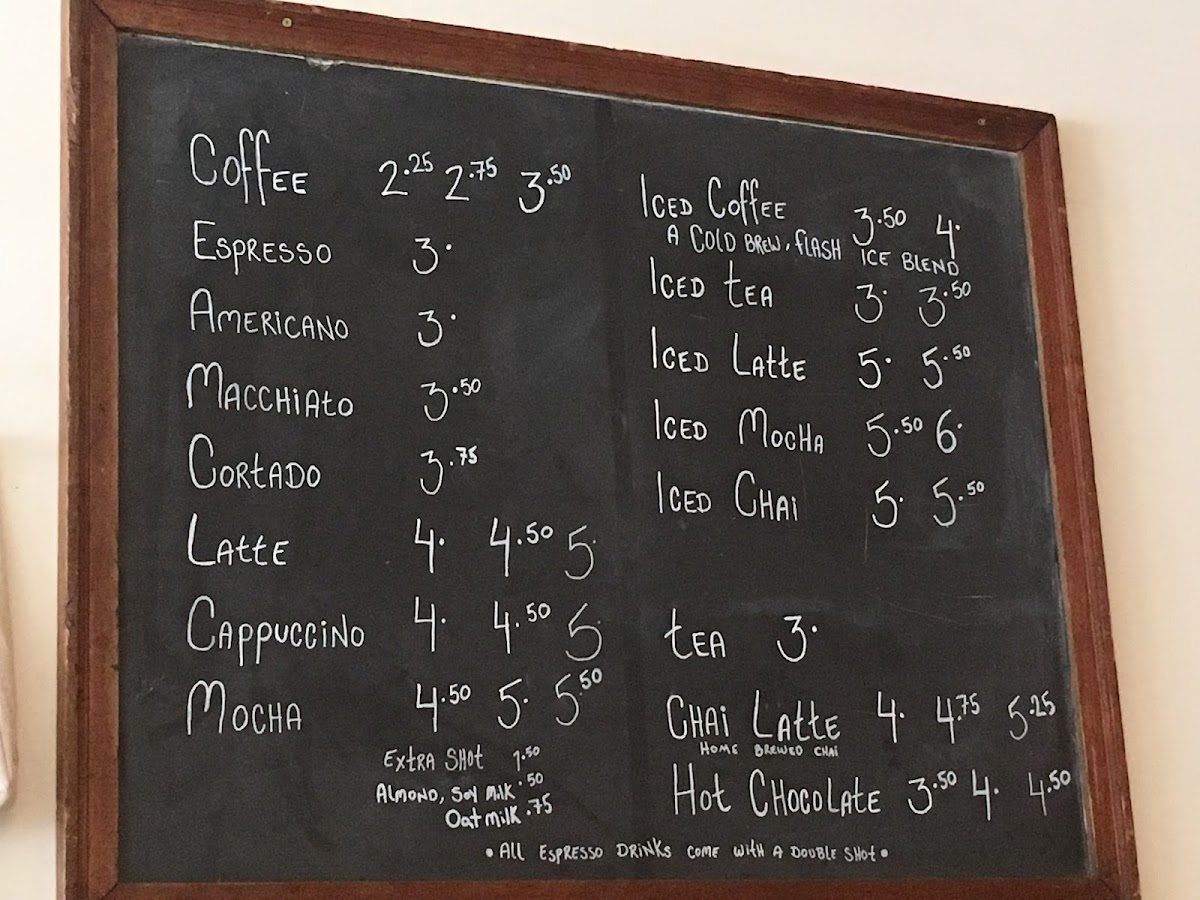 Coffee 2.25 2.75 3.50
Espresso 3.
Americano 3.
Macchiato 3.50
Cortado 3.75
Latte 4. 4.50 5.
Cappuccino 4. 4.50 5
Mocha 4.50 5. 5.50
Extra Shot 1.50
Almond, Soy Milk .50
Oat Milk .75
Iced Coffee 3.50 4.
A Cold Brew, Flash Ice Blend
Iced Tea 3. 3.50
Iced Latte 5. 5.50
Iced Mocha 5.50 6.
Iced Chai 5. 5.50
Tea 3.
Chai Latte 4. 4.75 5.25
Home Brewed Chai
Hot Chocolate 3.50 4. 4.50
• All Espresso Drinks Come With A Double Shot •